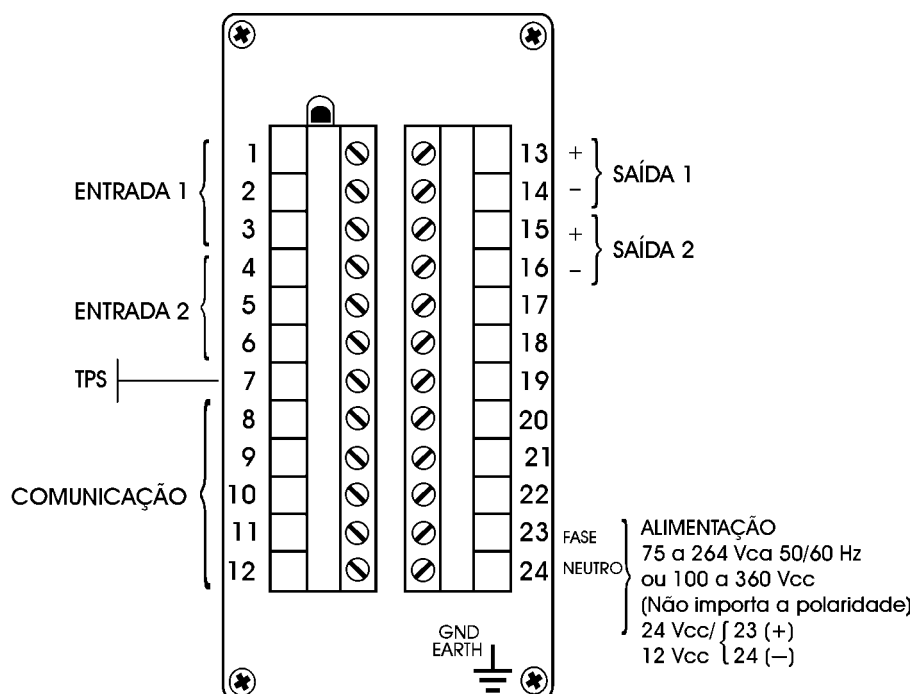 1
2
3
ENTRADA 1
4
5
6
ENTRADA 2
TPS
7
8
9
10
11
12
COMUNICAÇÃO
13 +
14 −
SAÍDA 1
15 +
16 −
SAÍDA 2
17
18
19
20
21
22
23 FASE
24 NEUTRO
ALIMENTAÇÃO
75 a 264 Vca 50/60 Hz
ou 100 a 360 Vcc
(Não importa a polaridade)
24 Vcc/ { 23 (+)
12 Vcc { 24 (−)
GND
EARTH